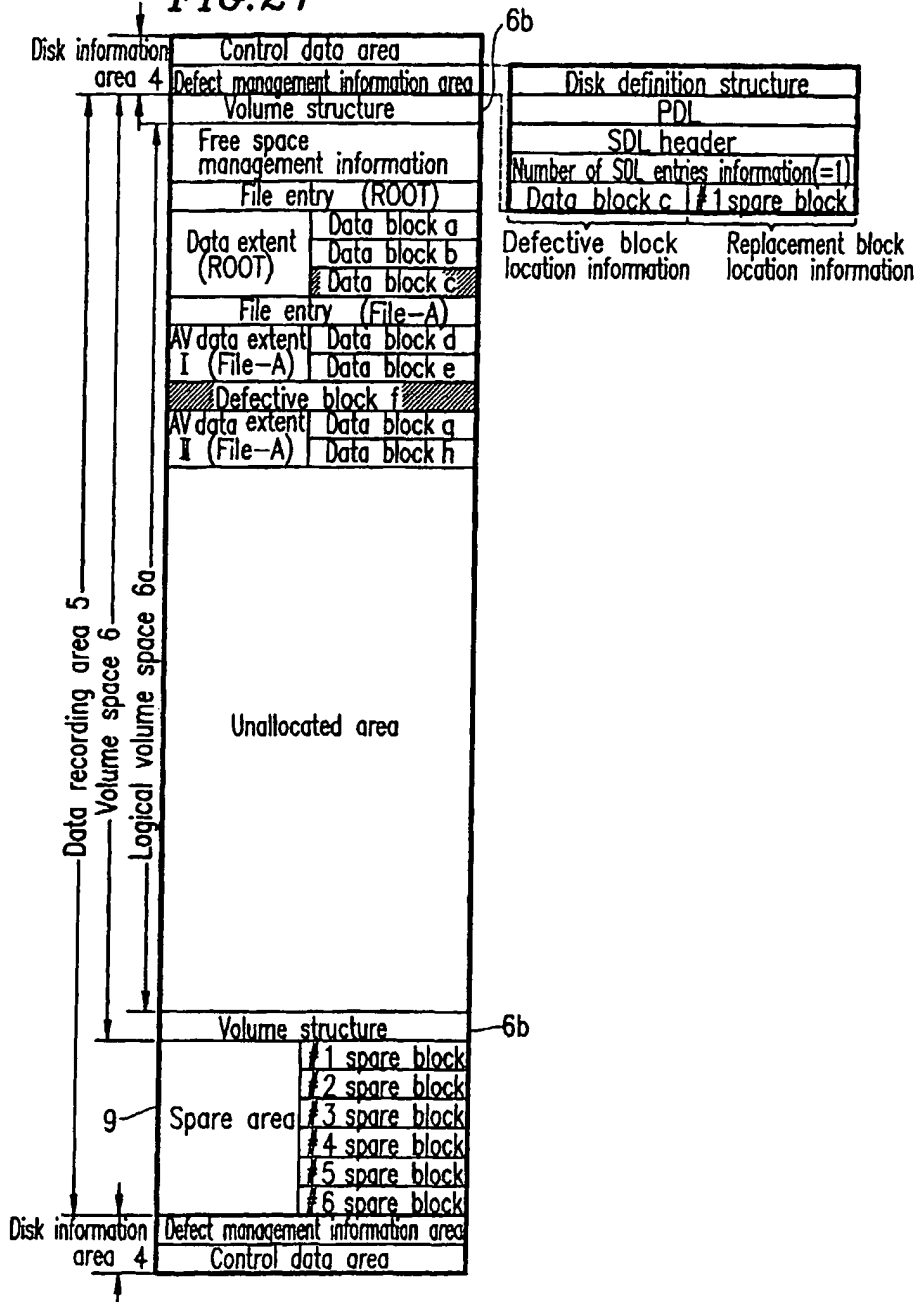 FIG.27
6b
Disk information
area 4
Control data area
Defect management information area
Volume structure
Free space
management information
File entry (ROOT)
Data extent
(ROOT)
Data block a
Data block b
Data block c
File entry (File-A)
AV data extent
I (File-A)
Data block d
Data block e
Defective block f
AV data extent
II (File-A)
Data block g
Data block h
Unallocated area
Volume structure
6b
9
Spare area
#1 spare block
#2 spare block
#3 spare block
#4 spare block
#5 spare block
#6 spare block
Disk information
area 4
Defect management information area
Control data area
Data recording area 5
Volume space 6
Logical volume space 6a
Disk definition structure
PDL
SDL header
Number of SDL entries information(=1)
Data block c #1 spare block
Defective block
location information
Replacement block
location information